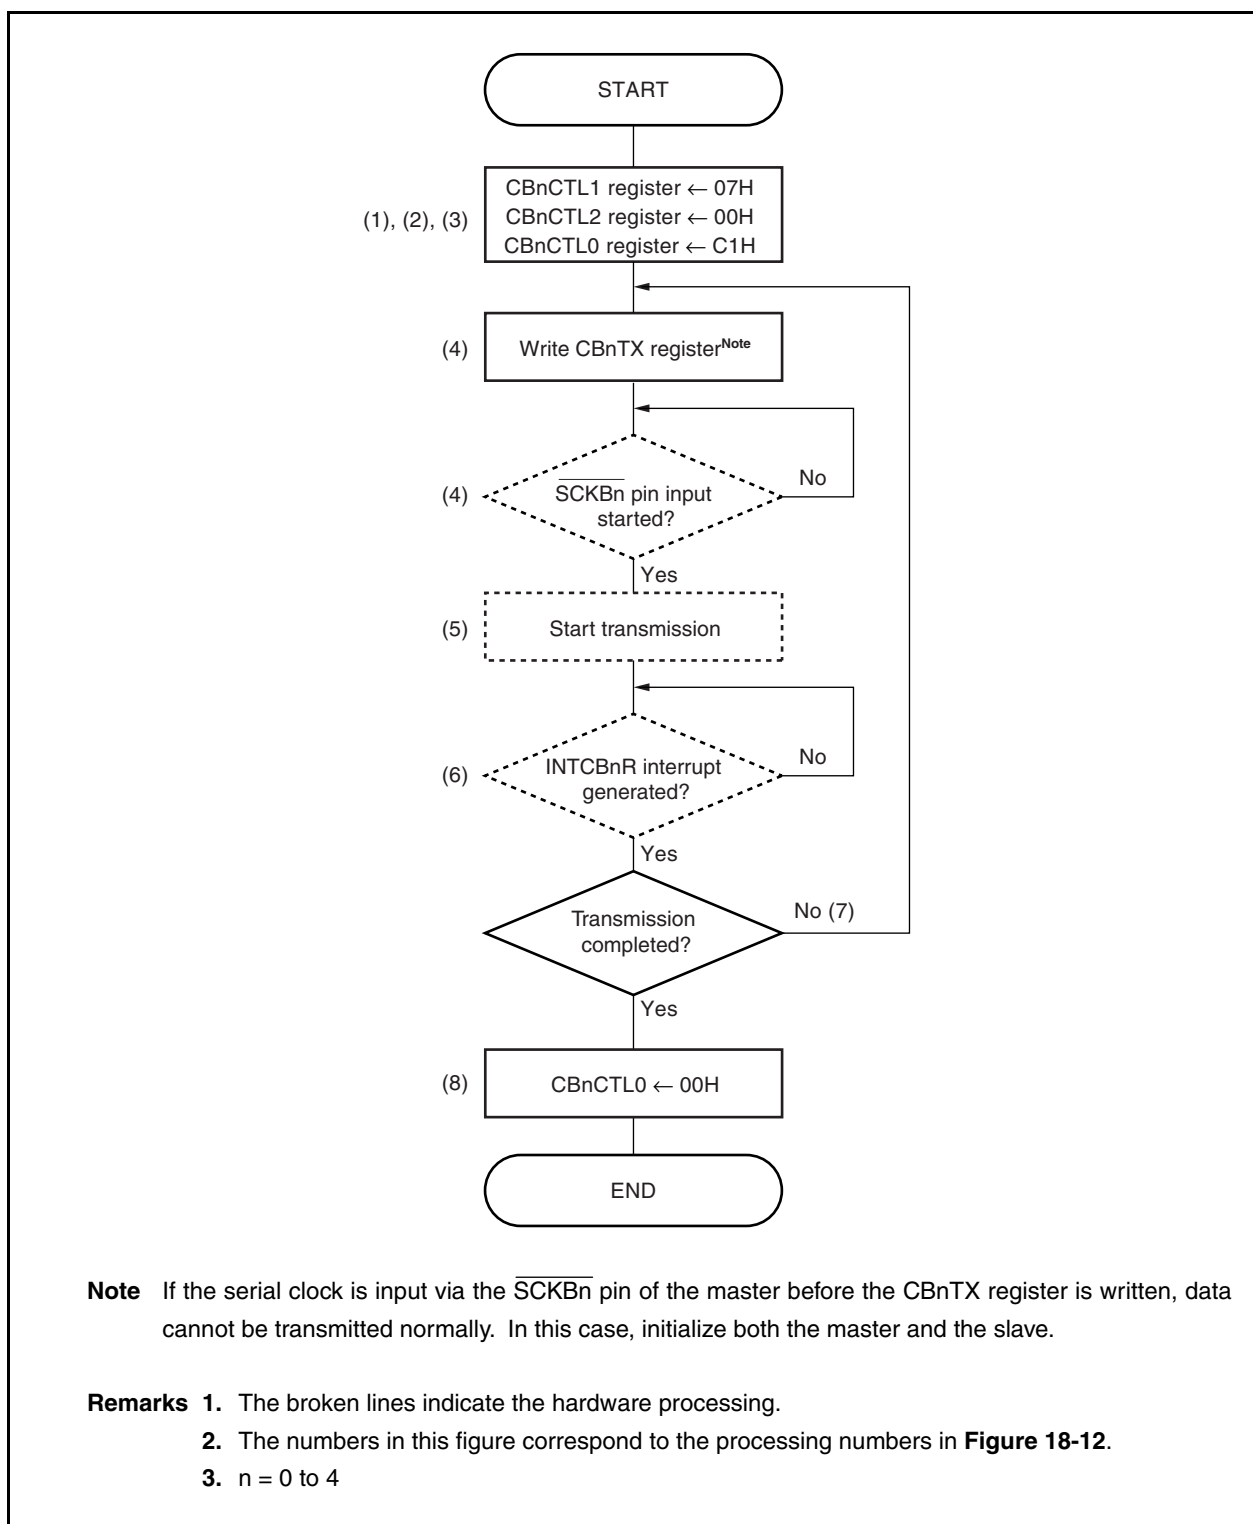 START
CBnCTL1 register ← 07H
CBnCTL2 register ← 00H
CBnCTL0 register ← C1H
(1), (2), (3)
(4)
Write CBnTX register^Note
(4)
SCKBn pin input
started?
No
Yes
(5)
Start transmission
(6)
INTCBnR interrupt
generated?
No
Yes
Transmission
completed?
No (7)
Yes
(8)
CBnCTL0 ← 00H
END
Note If the serial clock is input via the SCKBn pin of the master before the CBnTX register is written, data
cannot be transmitted normally. In this case, initialize both the master and the slave.
Remarks 1. The broken lines indicate the hardware processing.
2. The numbers in this figure correspond to the processing numbers in Figure 18-12.
3. n = 0 to 4